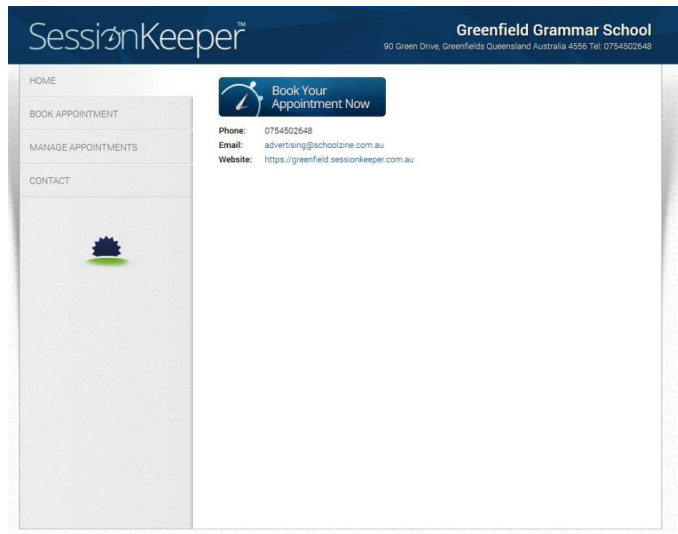 SessionKeeper™
Greenfield Grammar School
90 Green Drive, Greenfields Queensland Australia 4556 Tel: 0754502648
HOME
BOOK APPOINTMENT
MANAGE APPOINTMENTS
CONTACT
Book Your
Appointment Now
Phone: 0754502648
Email: advertising@schoolzine.com.au
Website: https://greenfield.sessionkeeper.com.au